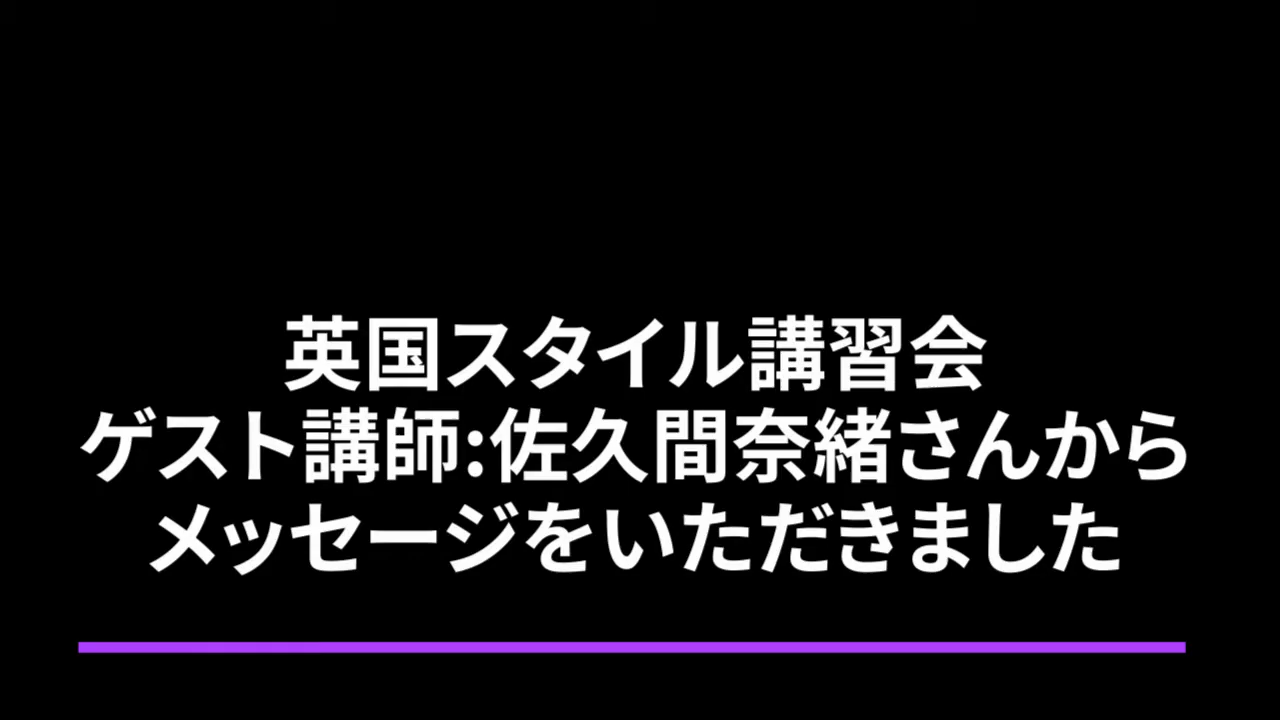 英国スタイル講習会
ゲスト講師:佐久間奈緒さんから
メッセージをいただきました